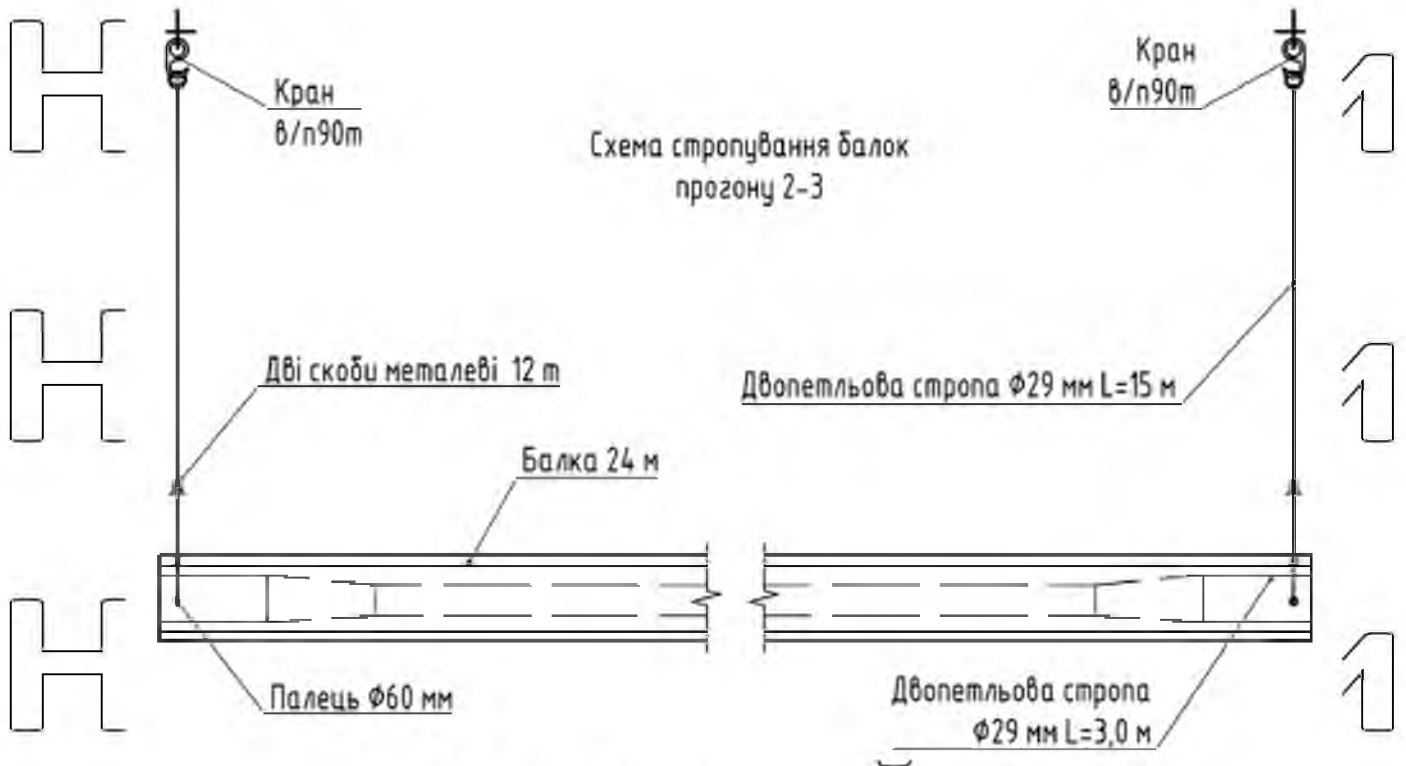 Кран
в/п90т
Кран
в/п90т
Схема стропування балок
прогону 2-3
Дві скоби металеві 12 т
Двопетльова стропа Ф29 мм L=15 м
Балка 24 м
Палець Ф60 мм
Двопетльова стропа
Ф29 мм L=3,0 м